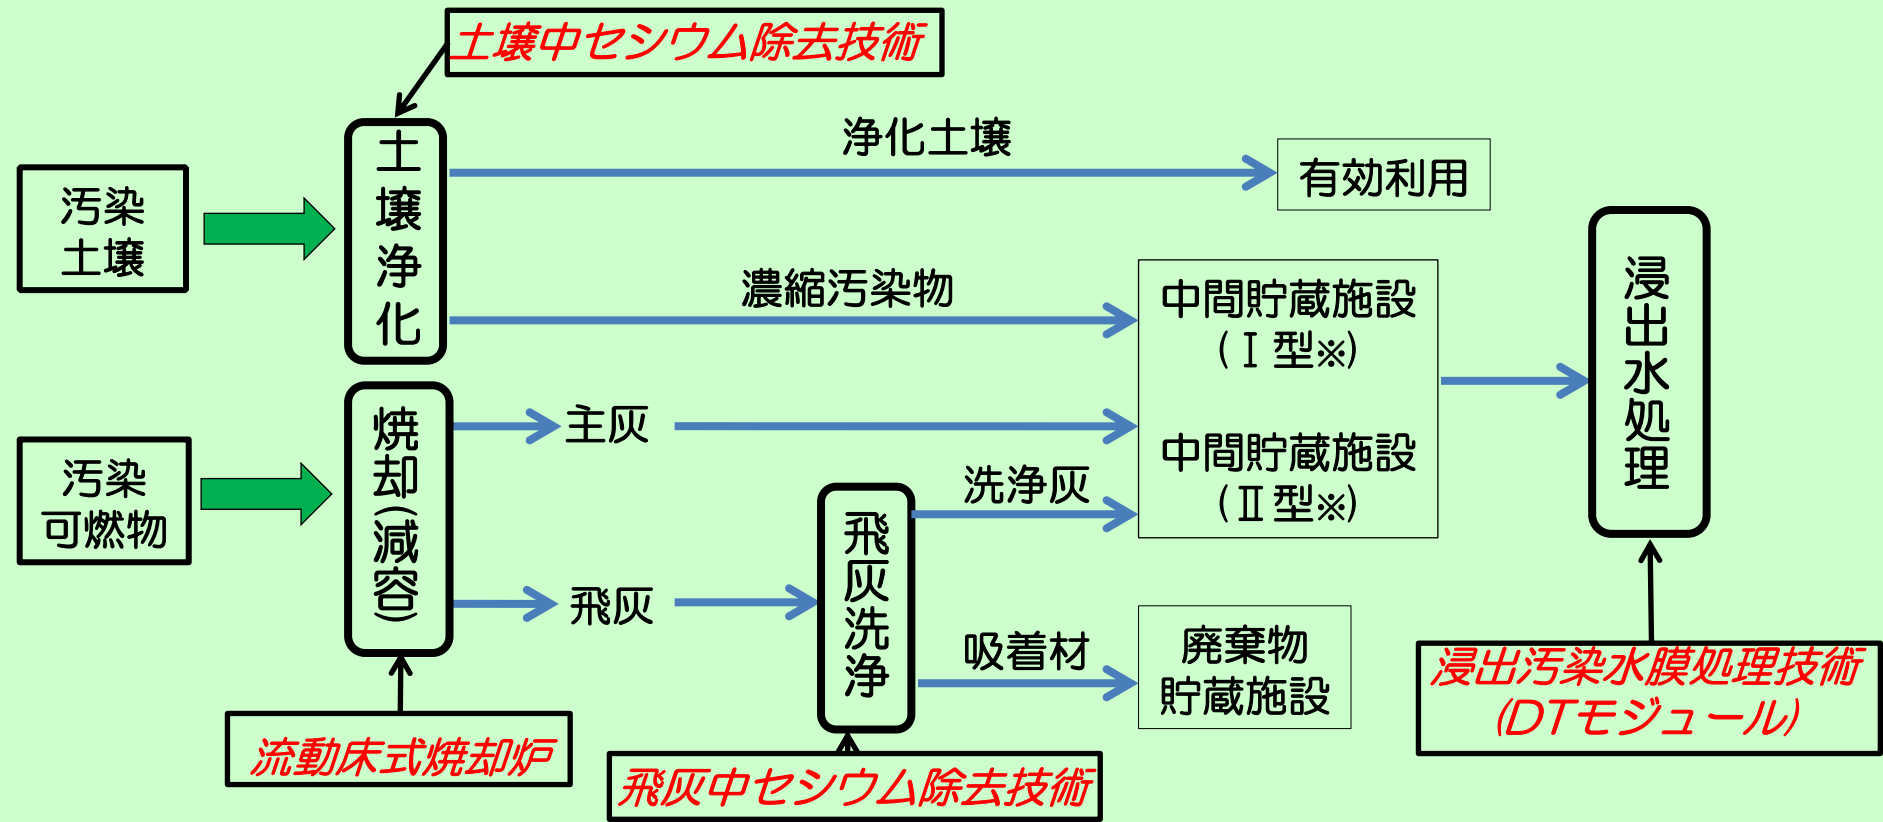 土壌中セシウム除去技術
浄化土壌
有効利用
汚染
土壌
土壌浄化
濃縮汚染物
中間貯蔵施設
(Ⅰ型※)
中間貯蔵施設
(Ⅱ型※)
浸出水処理
汚染
可燃物
焼却(減容)
主灰
洗浄灰
飛灰
飛灰洗浄
吸着材
廃棄物
貯蔵施設
流動床式焼却炉
飛灰中セシウム除去技術
浸出汚染水膜処理技術
(DTモジュール)